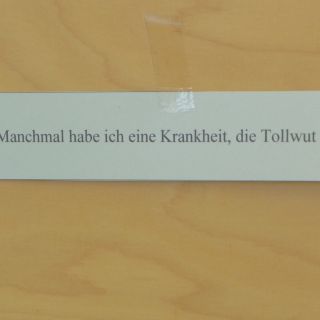 Manchmal habe ich eine Krankheit, die Tollwut